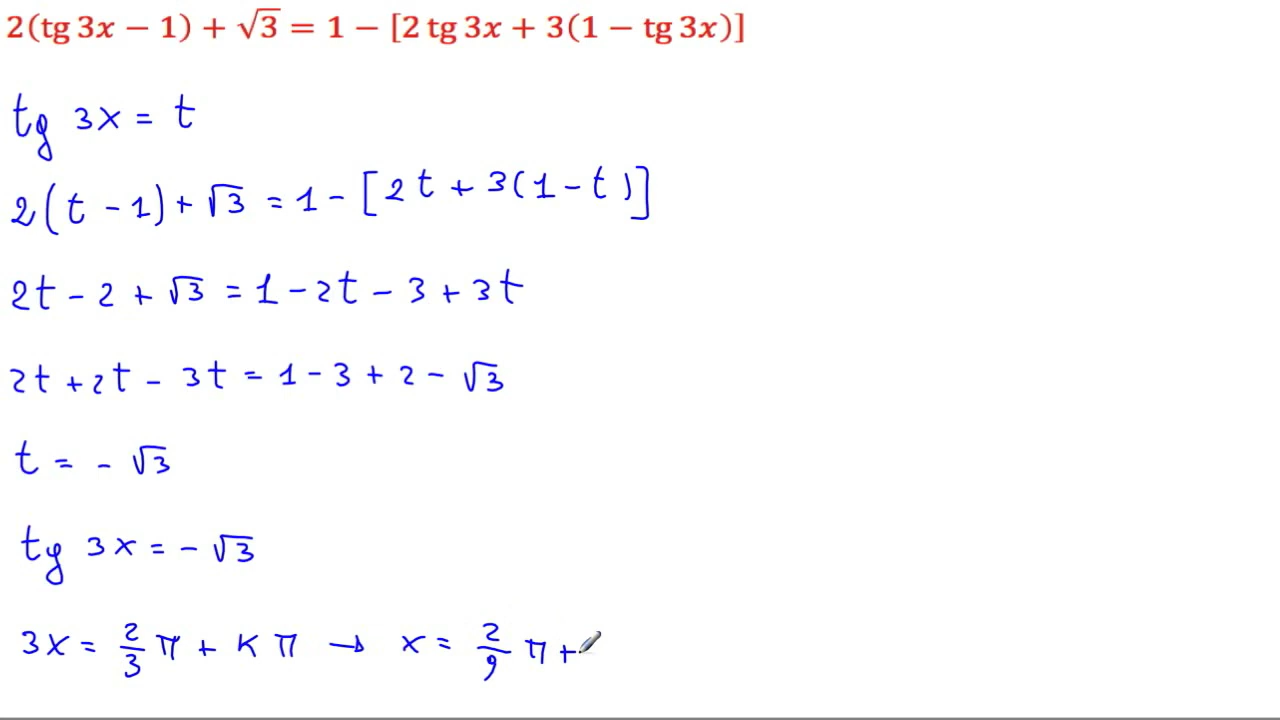 2(tg 3x − 1) + √3 = 1 − [2 tg 3x + 3(1 − tg 3x)]
tg 3x = t
2(t - 1) + √3 = 1 - [2t + 3(1 - t)]
2t - 2 + √3 = 1 - 2t - 3 + 3t
2t + 2t - 3t = 1 - 3 + 2 - √3
t = - √3
tg 3x = - √3
3x = 2/3 π + K π → x = 2/9 π +